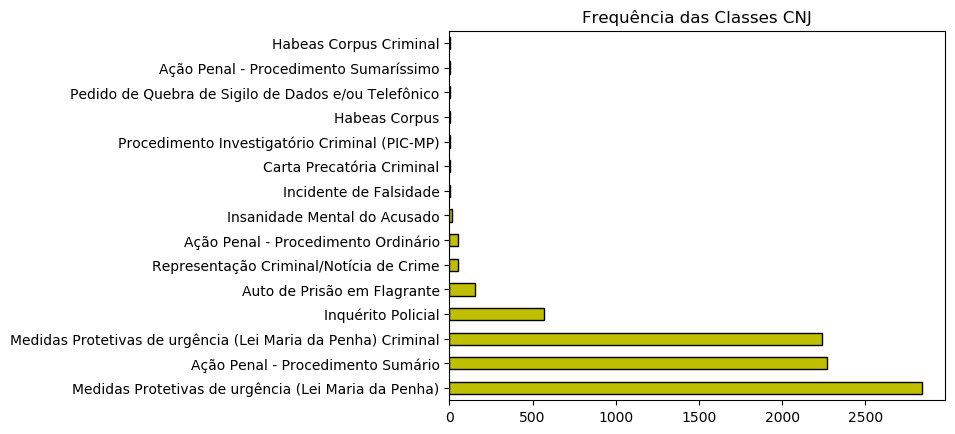 Frequência das Classes CNJ
Habeas Corpus Criminal
Ação Penal - Procedimento Sumaríssimo
Pedido de Quebra de Sigilo de Dados e/ou Telefônico
Habeas Corpus
Procedimento Investigatório Criminal (PIC-MP)
Carta Precatória Criminal
Incidente de Falsidade
Insanidade Mental do Acusado
Ação Penal - Procedimento Ordinário
Representação Criminal/Notícia de Crime
Auto de Prisão em Flagrante
Inquérito Policial
Medidas Protetivas de urgência (Lei Maria da Penha) Criminal
Ação Penal - Procedimento Sumário
Medidas Protetivas de urgência (Lei Maria da Penha)
0 500 1000 1500 2000 2500